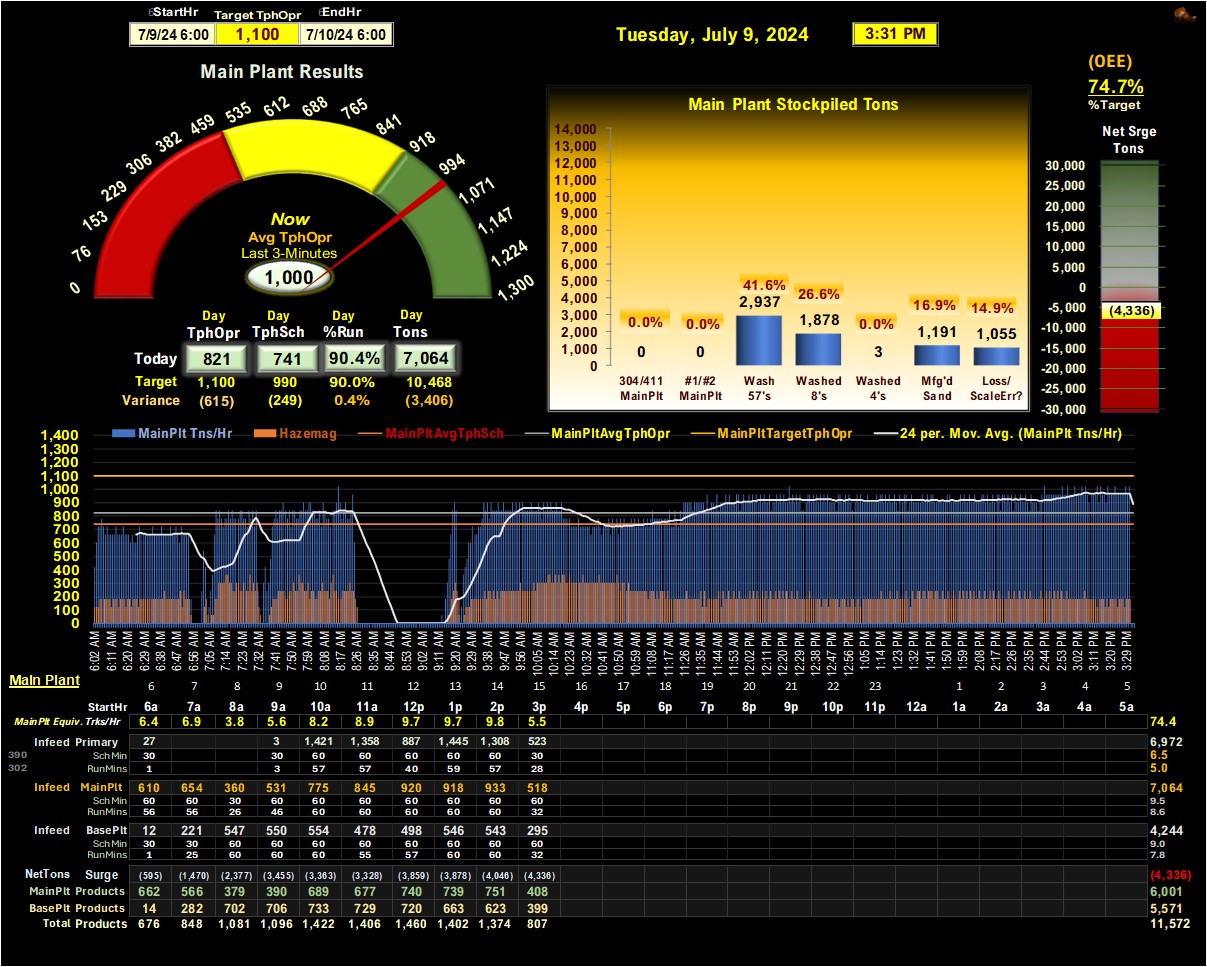 StartHr Target TphOpr EndHr
7/9/24 6:00 1,100 7/10/24 6:00
Tuesday, July 9, 2024 3:31 PM
(OEE)
74.7%
%Target
Net Srge
Tons
30,000
25,000
20,000
15,000
10,000
5,000
0
-5,000
(4,336)
-10,000
-15,000
-20,000
-25,000
-30,000
Main Plant Results
0 76 153 229 306 382 459 535 612 688 765 841 918 994 1,071 1,147 1,224 1,300
Now
Avg TphOpr
Last 3-Minutes
1,000
Day Day Day Day
TphOpr TphSch %Run Tons
Today 821 741 90.4% 7,064
Target 1,100 990 90.0% 10,468
Variance (615) (249) 0.4% (3,406)
Main Plant Stockpiled Tons
14,000
13,000
12,000
11,000
10,000
9,000
8,000
7,000
6,000
5,000
4,000
3,000
2,000
1,000
0
0.0% 0.0% 41.6% 26.6% 0.0% 16.9% 14.9%
0 0 2,937 1,878 3 1,191 1,055
304/411 #1/#2 Wash Washed Washed Mfg'd Loss/
MainPlt MainPlt 57's 8's 4's Sand ScaleErr?
MainPlt Tns/Hr Hazemag MainPltAvgTphSch MainPltAvgTphOpr MainPltTargetTphOpr 24 per. Mov. Avg. (MainPlt Tns/Hr)
1,400
1,300
1,200
1,100
1,000
900
800
700
600
500
400
300
200
100
0
6:02 AM 6:11 AM 6:20 AM 6:29 AM 6:38 AM 6:47 AM 6:56 AM 7:05 AM 7:14 AM 7:23 AM 7:32 AM 7:41 AM 7:50 AM 7:59 AM 8:08 AM 8:17 AM 8:26 AM 8:35 AM 8:44 AM 8:53 AM 9:02 AM 9:11 AM 9:20 AM 9:29 AM 9:38 AM 9:47 AM 9:56 AM 10:05 AM 10:14 AM 10:23 AM 10:32 AM 10:41 AM 10:50 AM 10:59 AM 11:08 AM 11:17 AM 11:26 AM 11:35 AM 11:44 AM 11:53 AM 12:02 PM 12:11 PM 12:20 PM 12:29 PM 12:38 PM 12:47 PM 12:56 PM 1:05 PM 1:14 PM 1:23 PM 1:32 PM 1:41 PM 1:50 PM 1:59 PM 2:08 PM 2:17 PM 2:26 PM 2:35 PM 2:44 PM 2:53 PM 3:02 PM 3:11 PM 3:20 PM 3:29 PM
Main Plant 6 7 8 9 10 11 12 13 14 15 16 17 18 19 20 21 22 23 1 2 3 4 5
StartHr 6a 7a 8a 9a 10a 11a 12p 1p 2p 3p 4p 5p 6p 7p 8p 9p 10p 11p 12a 1a 2a 3a 4a 5a
MainPlt Equiv. Trks/Hr 6.4 6.9 3.8 5.6 8.2 8.9 9.7 9.7 9.8 5.5 74.4
Infeed Primary 27 3 1,421 1,358 887 1,445 1,308 523 6,972
390 SchMin 30 30 60 60 60 60 60 30 6.5
302 RunMins 1 3 57 57 40 59 57 28 5.0
Infeed MainPlt 610 654 360 531 775 845 920 918 933 518 7,064
SchMin 60 60 30 60 60 60 60 60 60 60 9.5
RunMins 56 56 26 46 60 60 60 60 60 32 8.6
Infeed BasePlt 12 221 547 550 554 478 498 546 543 295 4,244
SchMin 30 30 60 60 60 60 60 60 60 60 9.0
RunMins 1 25 60 60 60 55 57 60 60 32 7.8
NetTons Surge (595) (1,470) (2,377) (3,455) (3,363) (3,328) (3,859) (3,878) (4,046) (4,336) (4,336)
MainPlt Products 662 566 379 390 689 677 740 739 751 408 6,001
BasePlt Products 14 282 702 706 733 729 720 663 623 399 5,571
Total Products 676 848 1,081 1,096 1,422 1,406 1,460 1,402 1,374 807 11,572